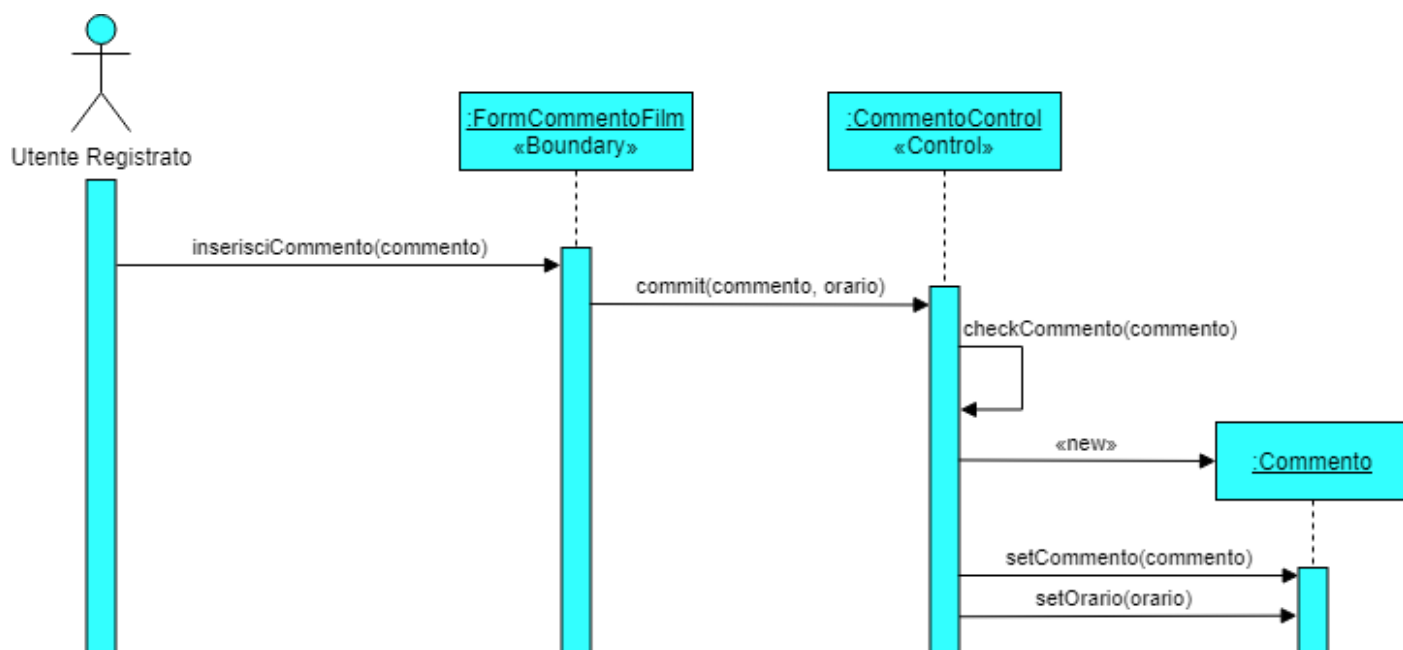 :FormCommentoFilm
«Boundary»
:CommentoControl
«Control»
Utente Registrato
inserisciCommento(commento)
commit(commento, orario)
checkCommento(commento)
«new»
:Commento
setCommento(commento)
setOrario(orario)